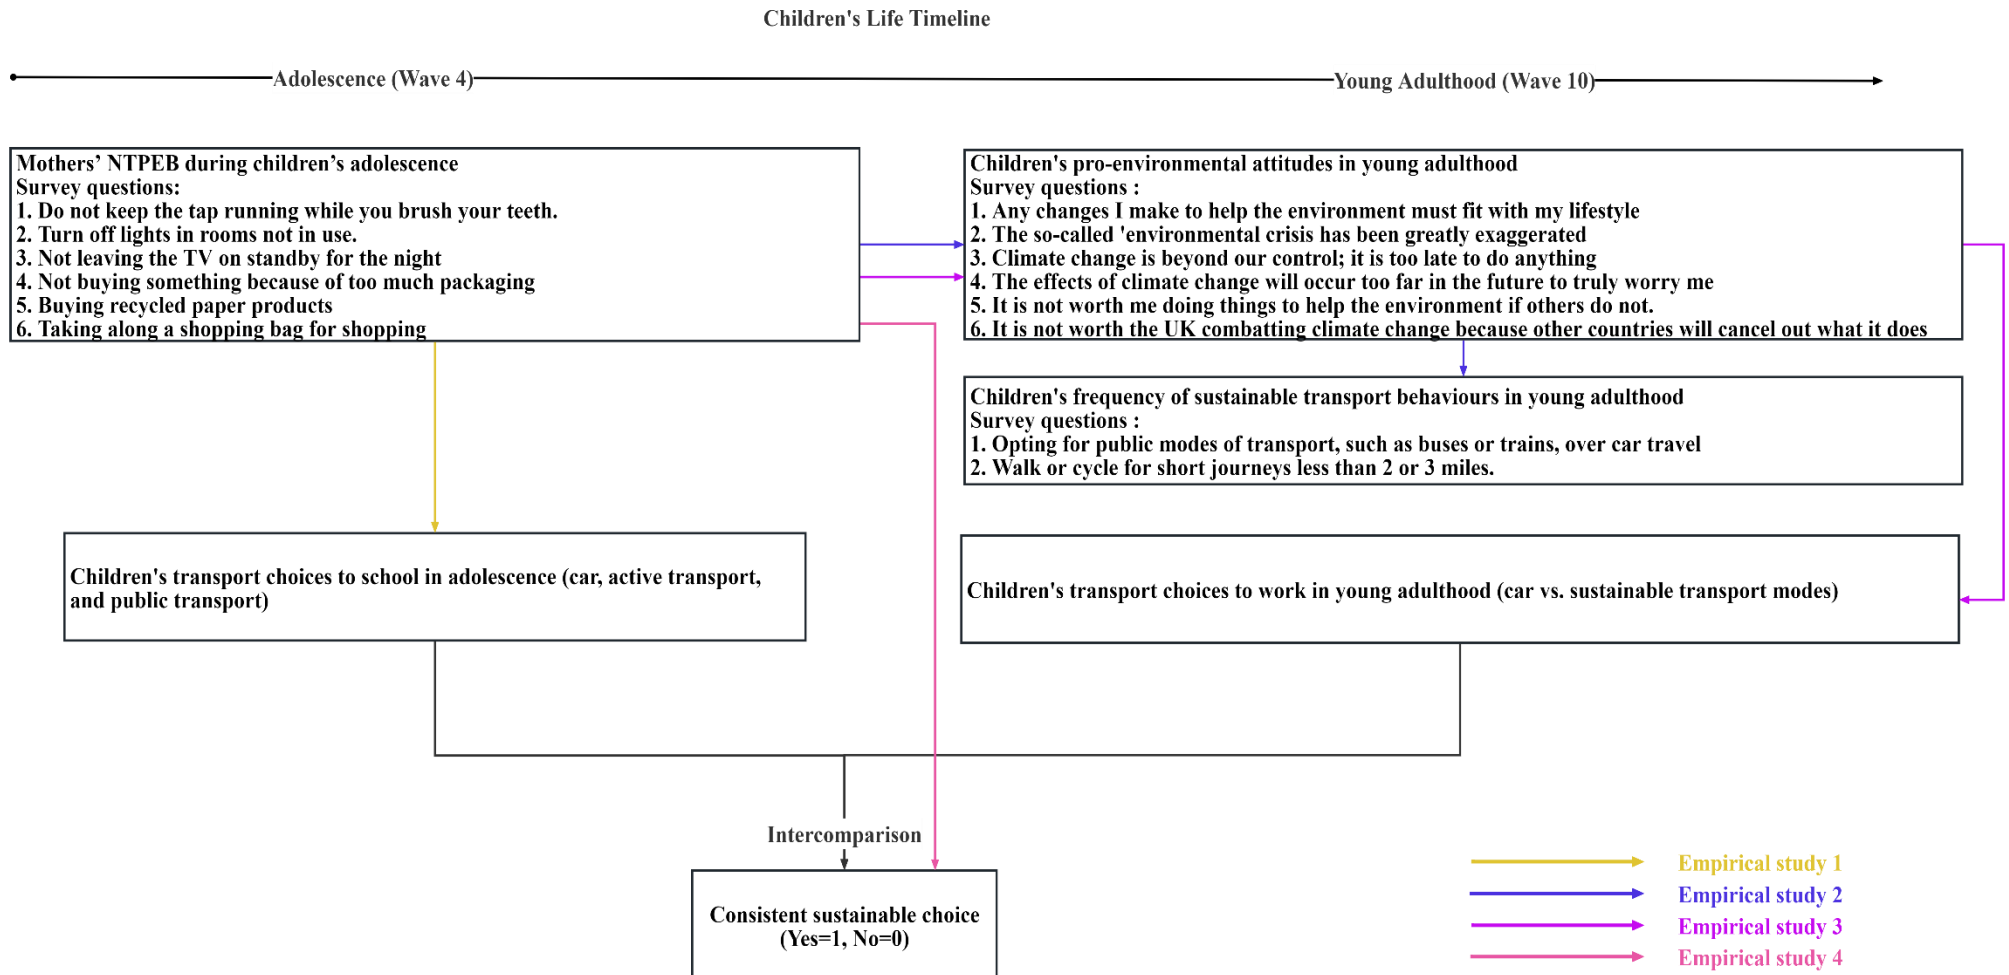 Children's Life Timeline
Adolescence (Wave 4)
Young Adulthood (Wave 10)
Mothers’ NTPEB during children’s adolescence
Survey questions:
1. Do not keep the tap running while you brush your teeth.
2. Turn off lights in rooms not in use.
3. Not leaving the TV on standby for the night
4. Not buying something because of too much packaging
5. Buying recycled paper products
6. Taking along a shopping bag for shopping
Children's pro-environmental attitudes in young adulthood
Survey questions :
1. Any changes I make to help the environment must fit with my lifestyle
2. The so-called 'environmental crisis has been greatly exaggerated
3. Climate change is beyond our control; it is too late to do anything
4. The effects of climate change will occur too far in the future to truly worry me
5. It is not worth me doing things to help the environment if others do not.
6. It is not worth the UK combatting climate change because other countries will cancel out what it does
Children's frequency of sustainable transport behaviours in young adulthood
Survey questions :
1. Opting for public modes of transport, such as buses or trains, over car travel
2. Walk or cycle for short journeys less than 2 or 3 miles.
Children's transport choices to school in adolescence (car, active transport,
and public transport)
Children's transport choices to work in young adulthood (car vs. sustainable transport modes)
Intercomparison
Consistent sustainable choice
(Yes=1, No=0)
Empirical study 1
Empirical study 2
Empirical study 3
Empirical study 4